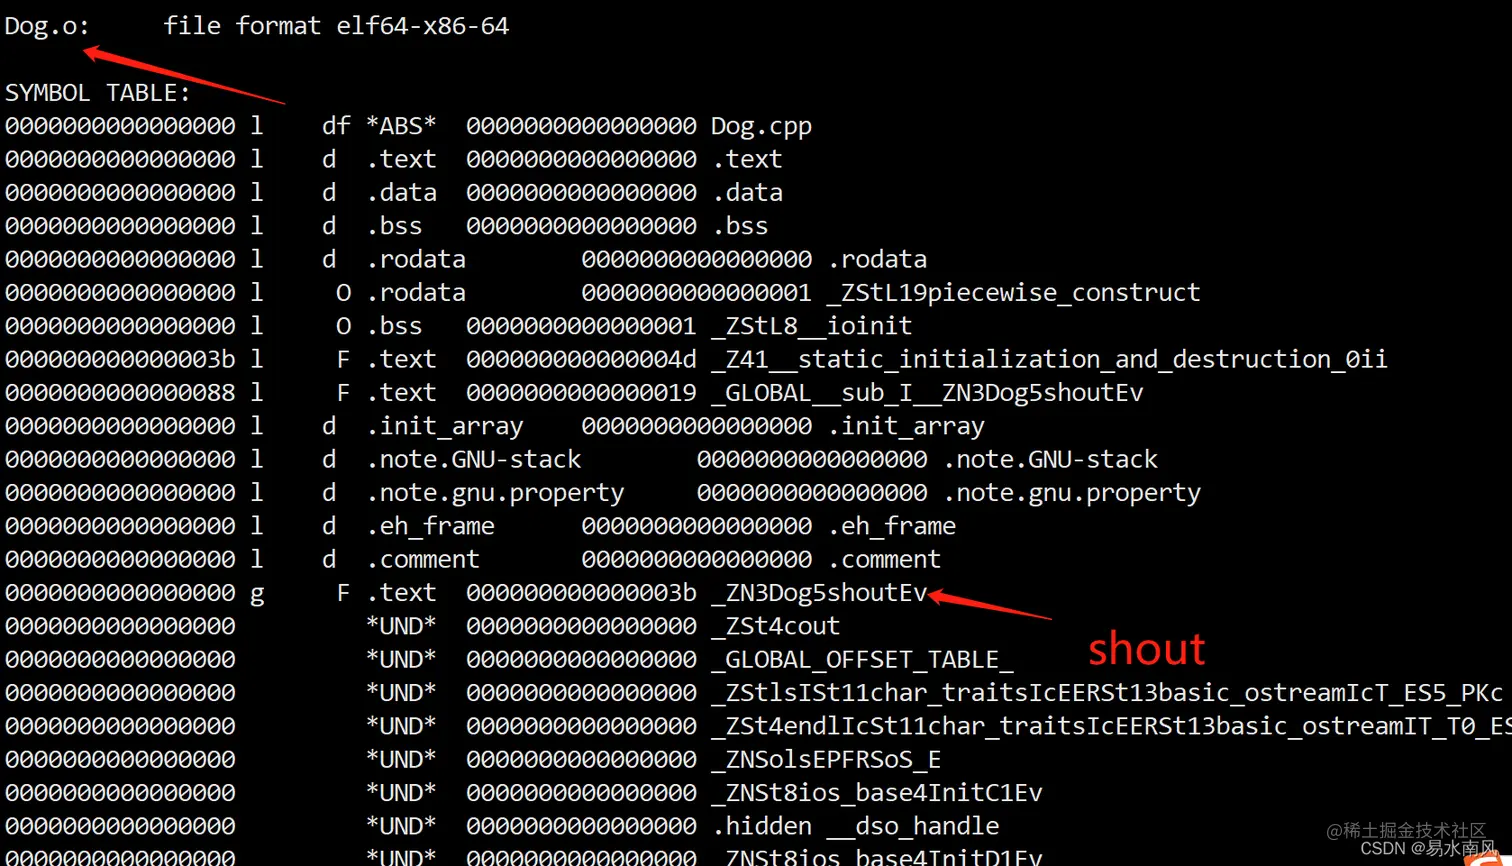 Dog.o:     file format elf64-x86-64
SYMBOL TABLE:
0000000000000000 l    df *ABS*  0000000000000000 Dog.cpp
0000000000000000 l    d  .text  0000000000000000 .text
0000000000000000 l    d  .data  0000000000000000 .data
0000000000000000 l    d  .bss   0000000000000000 .bss
0000000000000000 l    d  .rodata        0000000000000000 .rodata
0000000000000000 l     O .rodata        0000000000000001 _ZStL19piecewise_construct
0000000000000000 l     O .bss   0000000000000001 _ZStL8__ioinit
000000000000003b l     F .text  000000000000004d _Z41__static_initialization_and_destruction_0ii
0000000000000088 l     F .text  0000000000000019 _GLOBAL__sub_I__ZN3Dog5shoutEv
0000000000000000 l    d  .init_array    0000000000000000 .init_array
0000000000000000 l    d  .note.GNU-stack        0000000000000000 .note.GNU-stack
0000000000000000 l    d  .note.gnu.property     0000000000000000 .note.gnu.property
0000000000000000 l    d  .eh_frame      0000000000000000 .eh_frame
0000000000000000 l    d  .comment       0000000000000000 .comment
0000000000000000 g     F .text  000000000000003b _ZN3Dog5shoutEv
0000000000000000         *UND*  0000000000000000 _ZSt4cout
shout
0000000000000000         *UND*  0000000000000000 _GLOBAL_OFFSET_TABLE_
0000000000000000         *UND*  0000000000000000 _ZStlsISt11char_traitsIcEERSt13basic_ostreamIcT_ES5_PKc
0000000000000000         *UND*  0000000000000000 _ZSt4endlIcSt11char_traitsIcEERSt13basic_ostreamIT_T0_ES
0000000000000000         *UND*  0000000000000000 _ZNSolsEPFRSoS_E
0000000000000000         *UND*  0000000000000000 _ZNSt8ios_base4InitC1Ev
0000000000000000         *UND*  0000000000000000 .hidden __dso_handle
0000000000000000         *UND*  0000000000000000 _ZNSt8ios_base4InitD1Ev
@稀土掘金技术社区
CSDN @易水南风